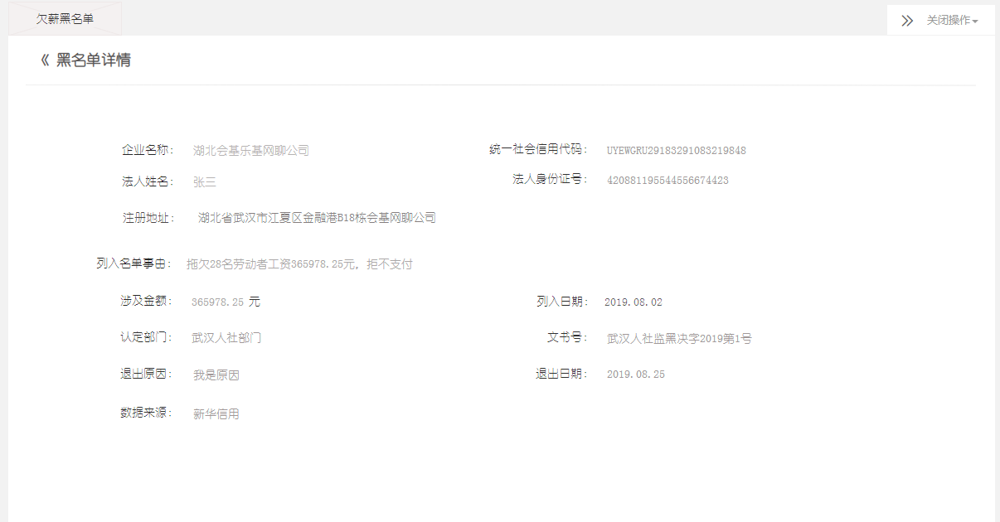 欠薪黑名单
关闭操作
《 黑名单详情
企业名称： 湖北会基乐基网聊公司 统一社会信用代码： UYEWGRU29183291083219848
法人姓名： 张三 法人身份证号： 420881195544556674423
注册地址： 湖北省武汉市江夏区金融港B18栋会基网聊公司
列入名单事由： 拖欠28名劳动者工资365978.25元，拒不支付
涉及金额： 365978.25 元 列入日期： 2019.08.02
认定部门： 武汉人社部门 文书号： 武汉人社监黑决字2019第1号
退出原因： 我是原因 退出日期： 2019.08.25
数据来源： 新华信用